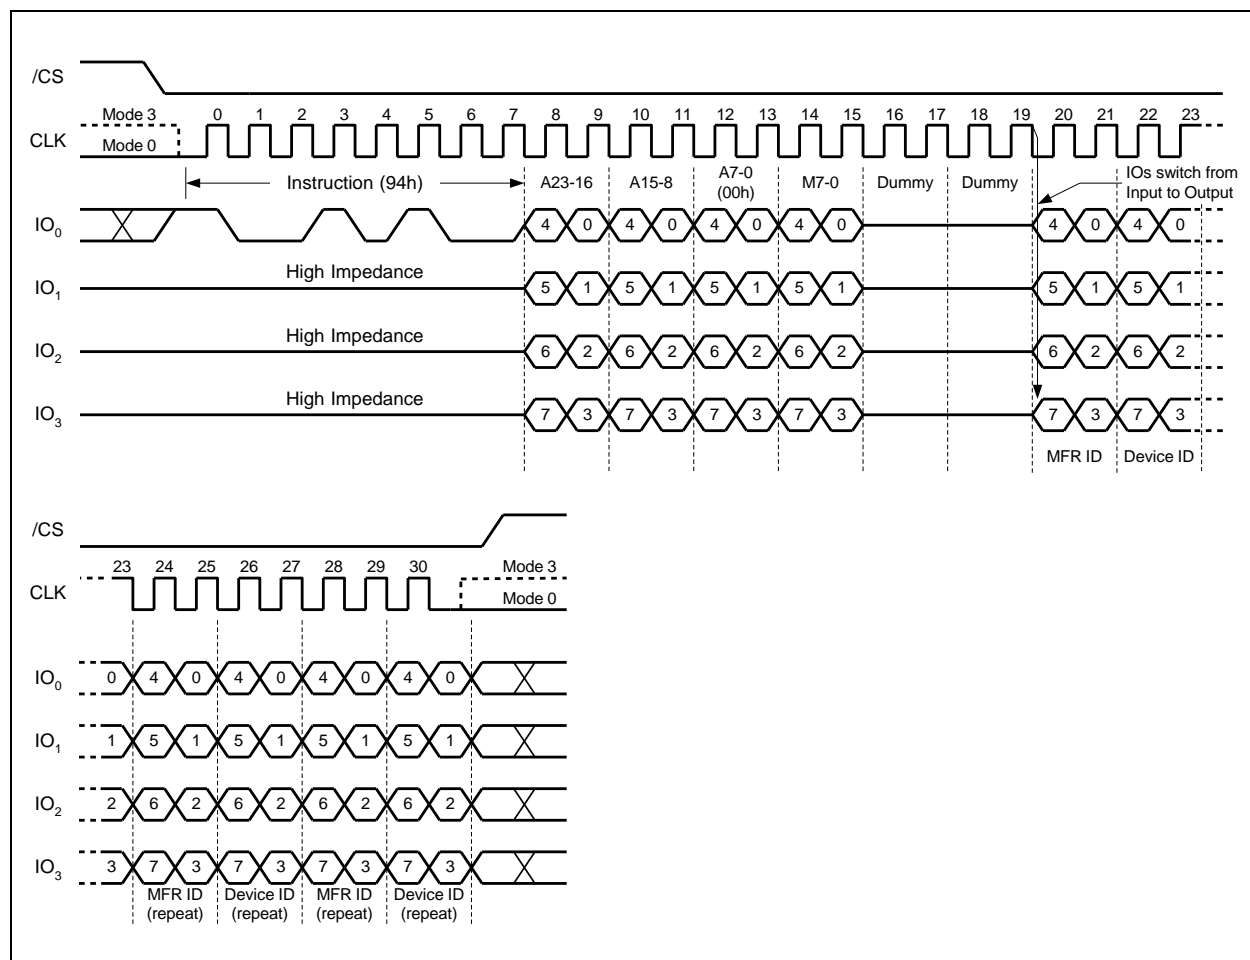 /CS
Mode 3 0 1 2 3 4 5 6 7 8 9 10 11 12 13 14 15 16 17 18 19 20 21 22 23
CLK
Mode 0
Instruction (94h) A23-16 A15-8 A7-0 (00h) M7-0 Dummy Dummy
IOs switch from
Input to Output
IO0 4 0 4 0 4 0 4 0 4 0 4 0
High Impedance
IO1 5 1 5 1 5 1 5 1 5 1 5 1
High Impedance
IO2 6 2 6 2 6 2 6 2 6 2 6 2
High Impedance
IO3 7 3 7 3 7 3 7 3 7 3 7 3
MFR ID Device ID
/CS
23 24 25 26 27 28 29 30 Mode 3
CLK
Mode 0
IO0 0 4 0 4 0 4 0 4 0
IO1 1 5 1 5 1 5 1 5 1
IO2 2 6 2 6 2 6 2 6 2
IO3 3 7 3 7 3 7 3 7 3
MFR ID Device ID MFR ID Device ID
(repeat) (repeat) (repeat) (repeat)